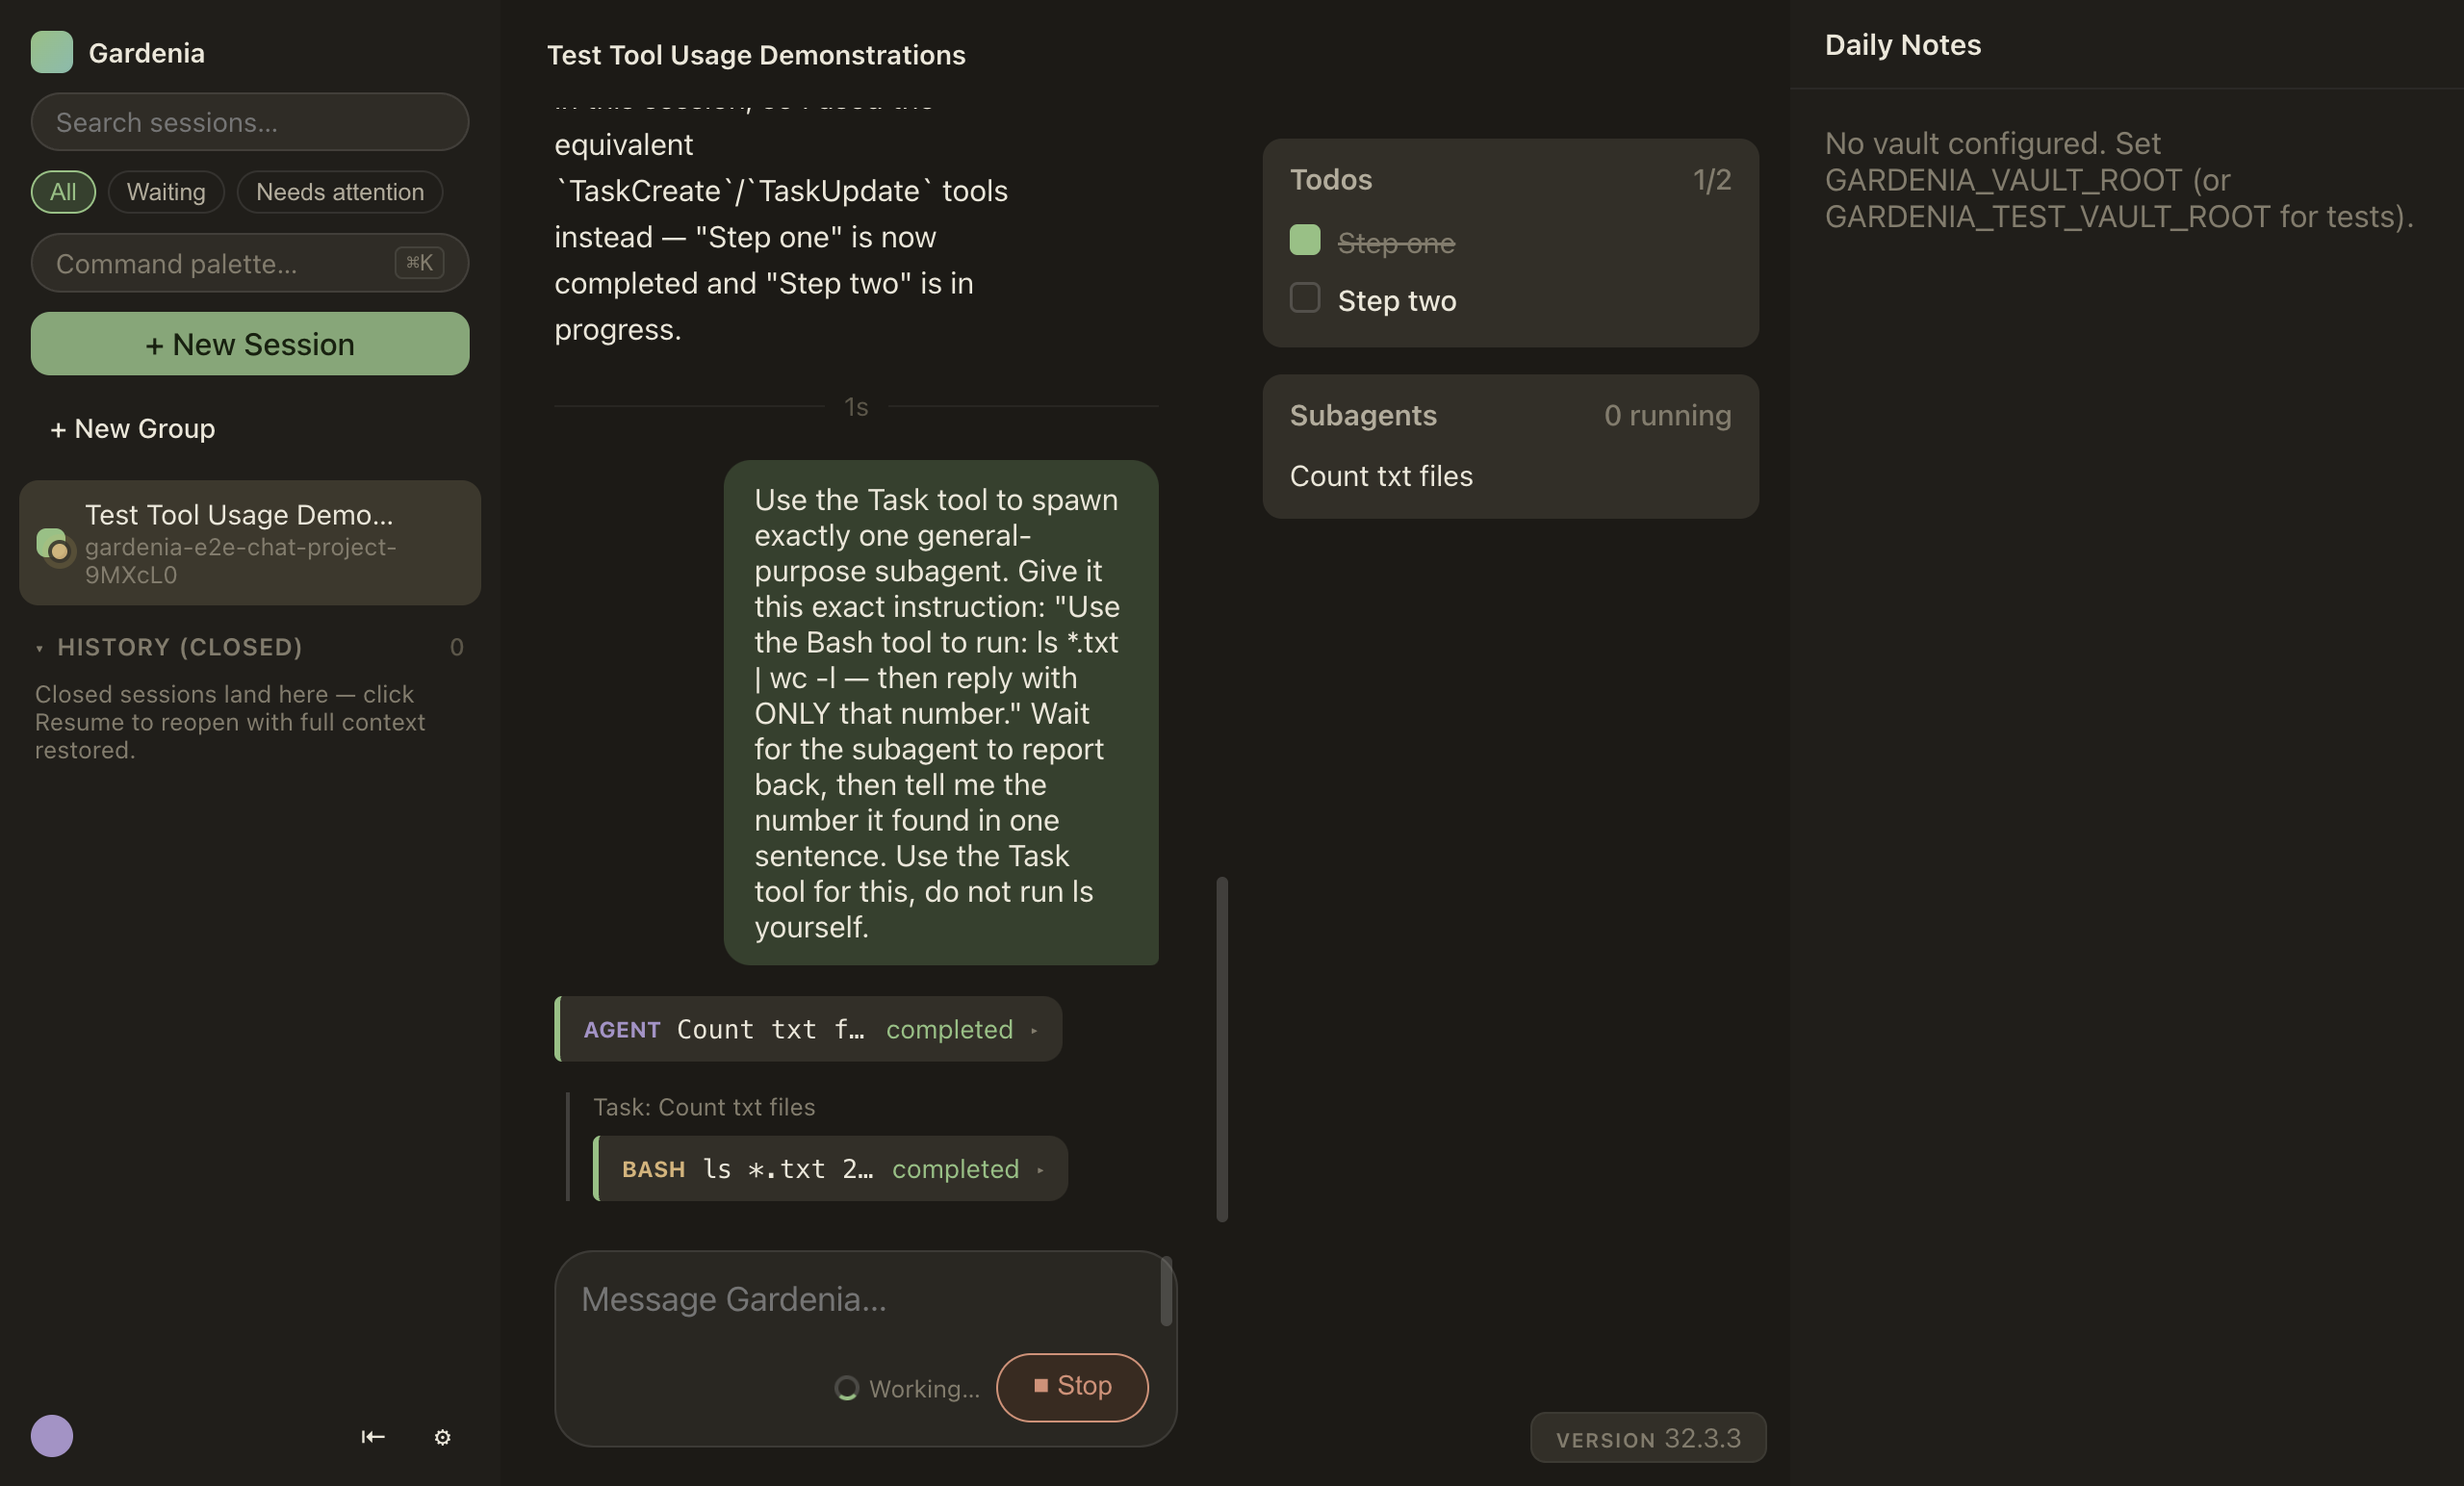 Gardenia
Search sessions...
All
Waiting
Needs attention
Command palette...
⌘K
+ New Session
+ New Group
Test Tool Usage Demo...
gardenia-e2e-chat-project-
9MXcL0
HISTORY (CLOSED)
0
Closed sessions land here — click
Resume to reopen with full context
restored.
Test Tool Usage Demonstrations
in this session, so I used the
equivalent
`TaskCreate`/`TaskUpdate` tools
instead — "Step one" is now
completed and "Step two" is in
progress.
1s
Use the Task tool to spawn
exactly one general-
purpose subagent. Give it
this exact instruction: "Use
the Bash tool to run: ls *.txt
| wc -l — then reply with
ONLY that number." Wait
for the subagent to report
back, then tell me the
number it found in one
sentence. Use the Task
tool for this, do not run ls
yourself.
AGENT Count txt f… completed
Task: Count txt files
BASH ls *.txt 2… completed
Message Gardenia...
Working...
Stop
Todos
1/2
Step one
Step two
Subagents
0 running
Count txt files
VERSION 32.3.3
Daily Notes
No vault configured. Set
GARDENIA_VAULT_ROOT (or
GARDENIA_TEST_VAULT_ROOT for tests).